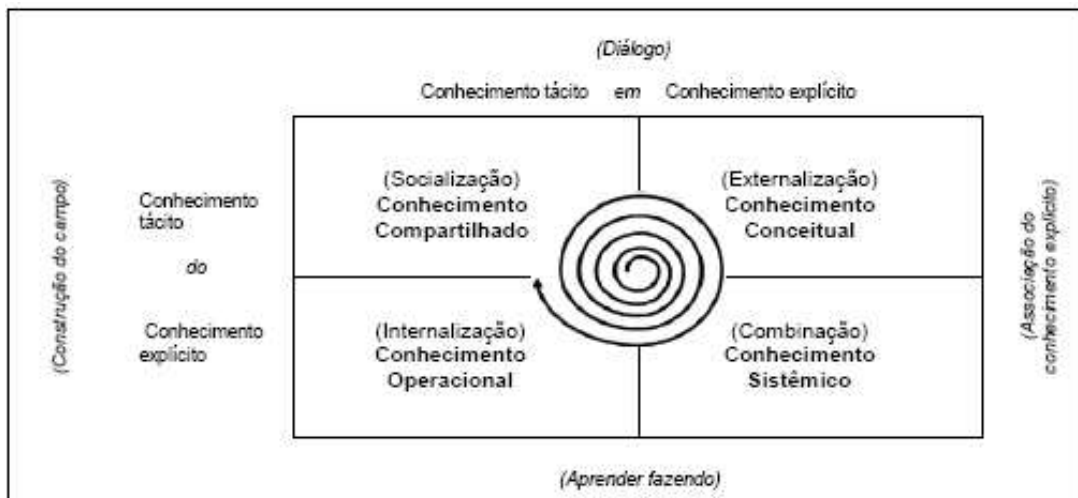 (Diálogo)
Conhecimento tácito em Conhecimento explícito
(Construção do campo)
Conhecimento
tácito
do
Conhecimento
explícito
(Socialização)
Conhecimento
Compartilhado
(Externalização)
Conhecimento
Conceitual
(Internalização)
Conhecimento
Operacional
(Combinação)
Conhecimento
Sistêmico
(Associação do
conhecimento explícito)
(Aprender fazendo)